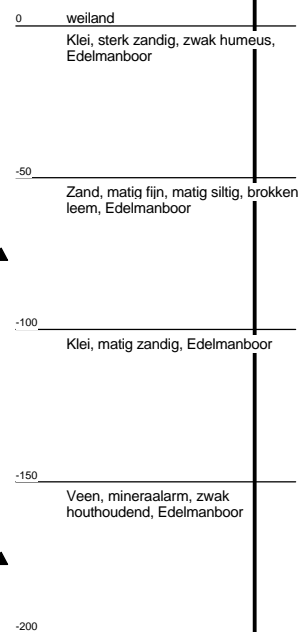 0 weiland
Klei, sterk zandig, zwak humeus,
Edelmanboor
-50
Zand, matig fijn, matig siltig, brokken
leem, Edelmanboor
-100
Klei, matig zandig, Edelmanboor
-150
Veen, mineraalarm, zwak
houthoudend, Edelmanboor
-200